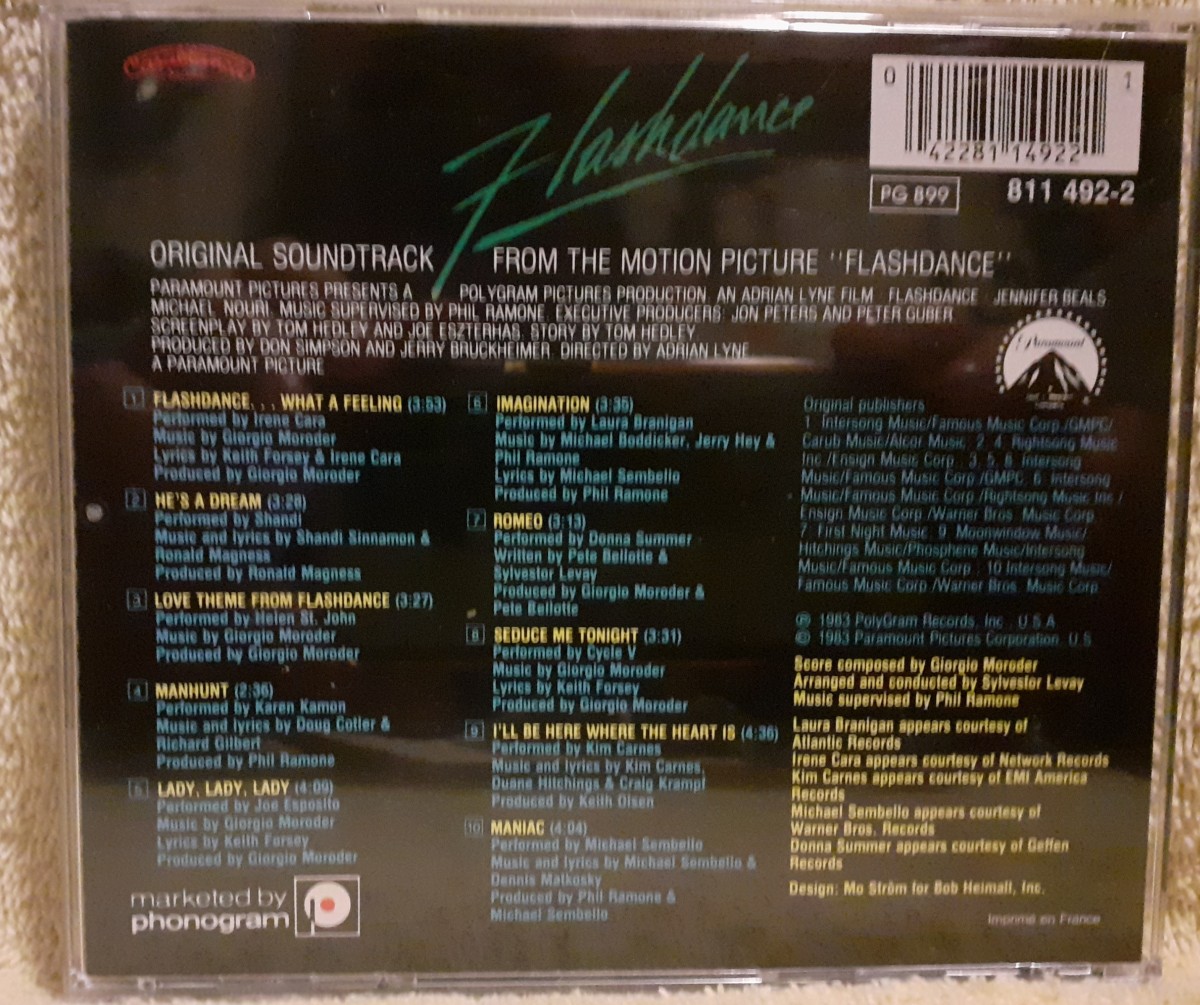 Casablanca
Flashdance
0
1
42281 14922
PG 899
811 492-2
ORIGINAL SOUNDTRACK FROM THE MOTION PICTURE "FLASHDANCE"
PARAMOUNT PICTURES PRESENTS A POLYGRAM PICTURES PRODUCTION AN ADRIAN LYNE FILM FLASHDANCE JENNIFER BEALS
MICHAEL NOURI. MUSIC SUPERVISED BY PHIL RAMONE. EXECUTIVE PRODUCERS: JON PETERS AND PETER GUBER
SCREENPLAY BY TOM HEDLEY AND JOE ESZTERHAS. STORY BY TOM HEDLEY.
PRODUCED BY DON SIMPSON AND JERRY BRUCKHEIMER. DIRECTED BY ADRIAN LYNE
A PARAMOUNT PICTURE
Paramount
1 FLASHDANCE. . . WHAT A FEELING (3:53)
Performed by Irene Cara
Music by Giorgio Moroder
Lyrics by Keith Forsey & Irene Cara
Produced by Giorgio Moroder
2 HE'S A DREAM (3:28)
Performed by Shandi
Music and lyrics by Shandi Sinnamon &
Ronald Magness
Produced by Ronald Magness
3 LOVE THEME FROM FLASHDANCE (3:27)
Performed by Helen St. John
Music by Giorgio Moroder
Produced by Giorgio Moroder
4 MANHUNT (2:36)
Performed by Karen Kamon
Music and lyrics by Doug Cotler &
Richard Gilbert
Produced by Phil Ramone
5 LADY, LADY, LADY (4:09)
Performed by Joe Esposito
Music by Giorgio Moroder
Lyrics by Keith Forsey
Produced by Giorgio Moroder
marketed by
phonogram
6 IMAGINATION (3:35)
Performed by Laura Branigan
Music by Michael Boddicker, Jerry Hey &
Phil Ramone
Lyrics by Michael Sembello
Produced by Phil Ramone
7 ROMEO (3:13)
Performed by Donna Summer
Written by Pete Bellotte &
Sylvester Levay
Produced by Giorgio Moroder &
Pete Bellotte
8 SEDUCE ME TONIGHT (3:31)
Performed by Cycle V
Music by Giorgio Moroder
Lyrics by Keith Forsey
Produced by Giorgio Moroder
9 I'LL BE HERE WHERE THE HEART IS (4:36)
Performed by Kim Carnes
Music and lyrics by Kim Carnes,
Duane Hitchings & Craig Krampf
Produced by Keith Olsen
10 MANIAC (4:04)
Performed by Michael Sembello
Music and lyrics by Michael Sembello &
Dennis Matkosky
Produced by Phil Ramone &
Michael Sembello
Original publishers
1. Intersong Music/Famous Music Corp./GMPC/
Carub Music/Alcor Music. 2. 4. Rightsong Music
Inc./Ensign Music Corp.. 3. 5. 8. Intersong
Music/Famous Music Corp./GMPC. 6. Intersong
Music/Famous Music Corp./Rightsong Music Inc./
Ensign Music Corp./Warner Bros. Music Corp.
7. First Night Music. 9. Moonwindow Music/
Hitchings Music/Phosphene Music/Intersong
Music/Famous Music Corp.. 10 Intersong Music/
Famous Music Corp./Warner Bros. Music Corp.
℗ 1983 PolyGram Records, Inc., U.S.A
© 1983 Paramount Pictures Corporation. U.S.
Score composed by Giorgio Moroder
Arranged and conducted by Sylvester Levay
Music supervised by Phil Ramone
Laura Branigan appears courtesy of
Atlantic Records
Irene Cara appears courtesy of Network Records
Kim Carnes appears courtesy of EMI America
Records
Michael Sembello appears courtesy of
Warner Bros. Records
Donna Summer appears courtesy of Geffen
Records
Design: Mo Ström for Bob Heimall, Inc.
Imprimé en France